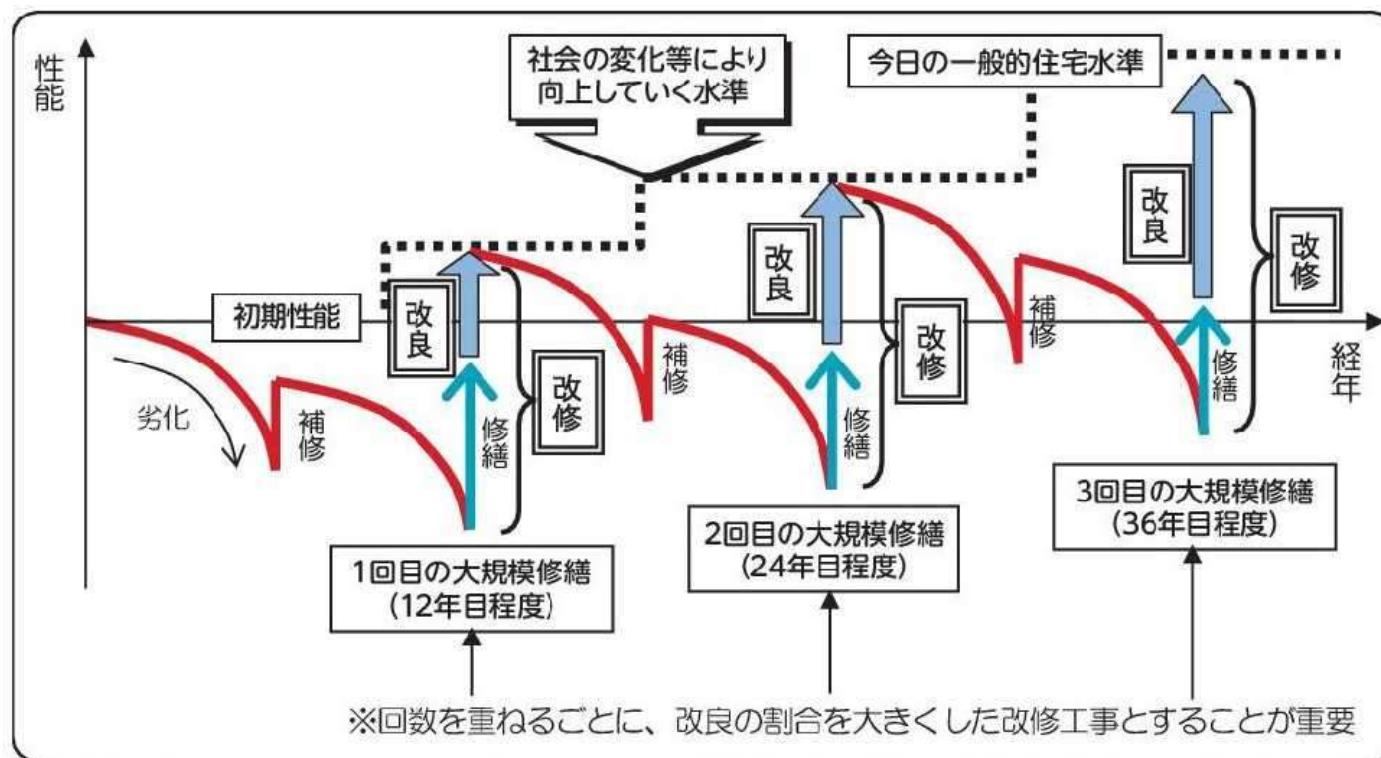 性能
社会の変化等により
向上していく水準
今日の一般的住宅水準
改良
改修
改良
改修
初期性能
改良
改修
補修
補修
補修
劣化
修繕
修繕
修繕
経年
1回目の大規模修繕
(12年目程度)
2回目の大規模修繕
(24年目程度)
3回目の大規模修繕
(36年目程度)
※回数を重ねるごとに、改良の割合を大きくした改修工事とすることが重要